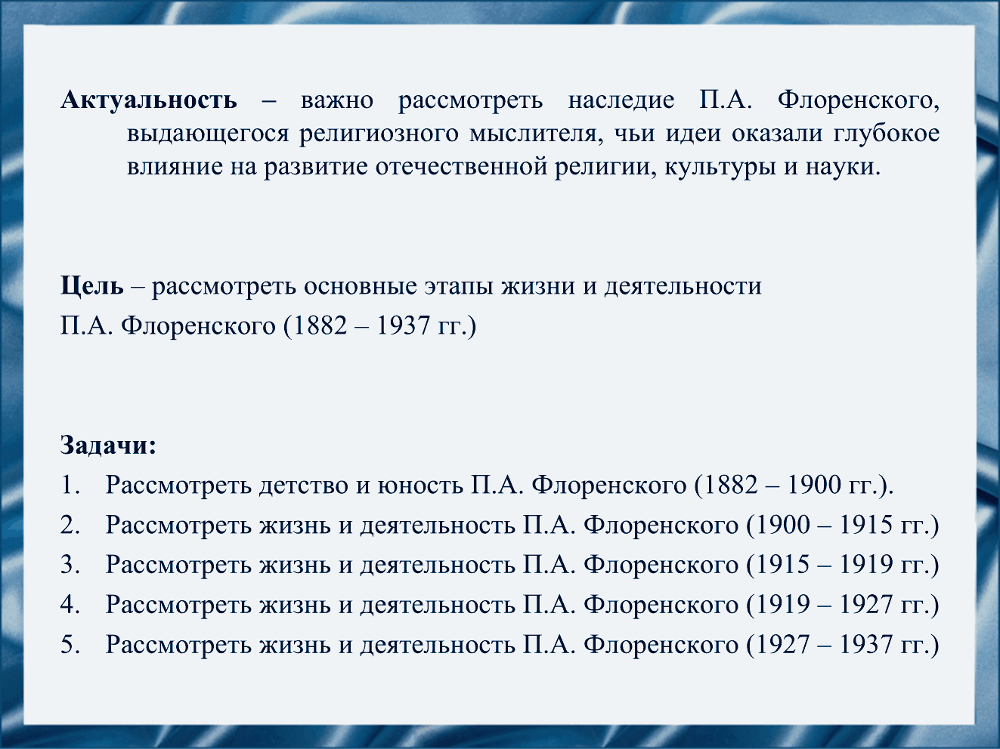 Актуальность – важно рассмотреть наследие П.А. Флоренского,
выдающегося религиозного мыслителя, чьи идеи оказали глубокое
влияние на развитие отечественной религии, культуры и науки.
Цель – рассмотреть основные этапы жизни и деятельности
П.А. Флоренского (1882 – 1937 гг.)
Задачи:
1. Рассмотреть детство и юность П.А. Флоренского (1882 – 1900 гг.).
2. Рассмотреть жизнь и деятельность П.А. Флоренского (1900 – 1915 гг.)
3. Рассмотреть жизнь и деятельность П.А. Флоренского (1915 – 1919 гг.)
4. Рассмотреть жизнь и деятельность П.А. Флоренского (1919 – 1927 гг.)
5. Рассмотреть жизнь и деятельность П.А. Флоренского (1927 – 1937 гг.)